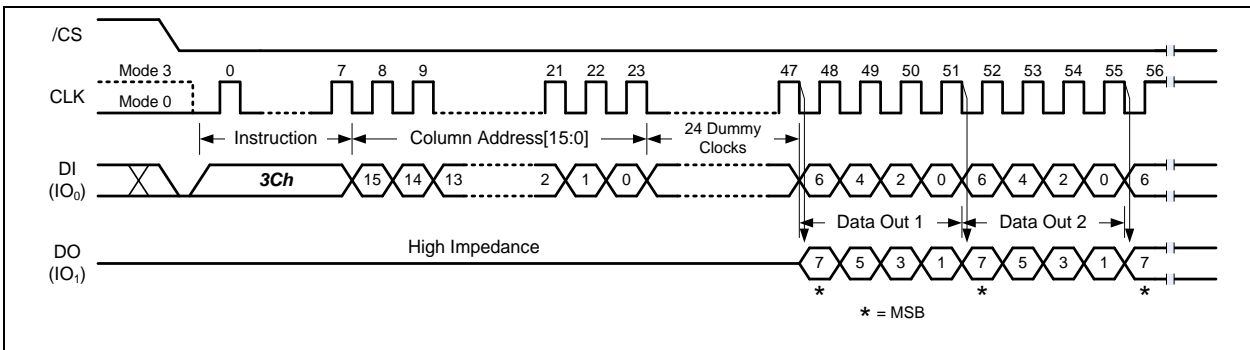 /CS
Mode 3
0 7 8 9 21 22 23 47 48 49 50 51 52 53 54 55 56
CLK
Mode 0
Instruction
Column Address[15:0]
24 Dummy
Clocks
DI
(IO₀)
3Ch 15 14 13 2 1 0 6 4 2 0 6 4 2 0 6
Data Out 1
Data Out 2
DO
(IO₁)
High Impedance
7 5 3 1 7 5 3 1 7
* * *
* = MSB